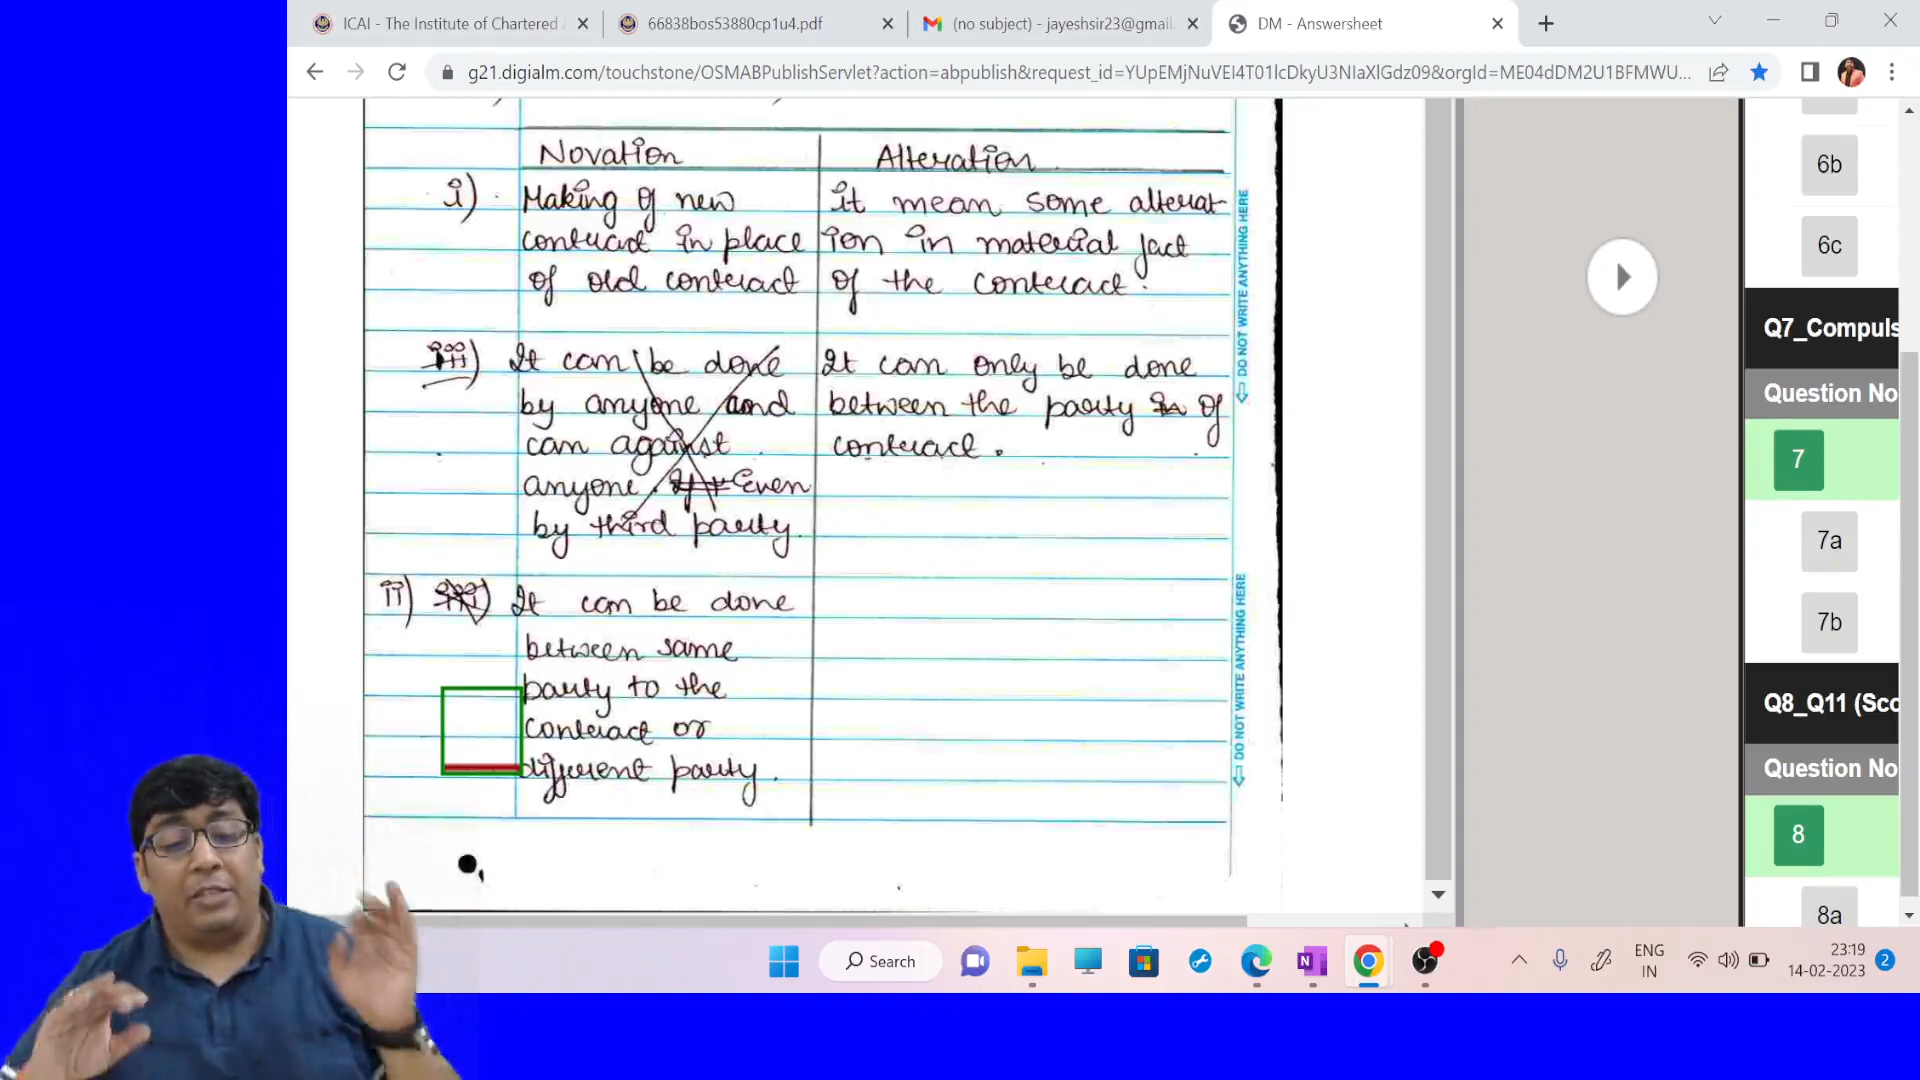 ICAI - The Institute of Chartered
66838bos53880cp1u4.pdf
(no subject) - jayeshsir23@gmail
DM - Answersheet
g21.digialm.com/touchstone/OSMABPublishServlet?action=abpublish&request_id=YUpEMjNuVEI4T01lcDkyU3NIaXlGdz09&orgId=ME04dDM2U1BFMWU...
Novation Alteration
i) Making of new it mean some alterat-
contract in place ion in material fact
of old contract of the contract.
It can be done It can only be done
by anyone and between the party of
can against contract.
anyone. Even
by third party.
ii) It can be done
between same
party to the
contract or
different party.
DO NOT WRITE ANYTHING HERE
DO NOT WRITE ANYTHING HERE
6b
6c
Q7_Compuls
Question No
7
7a
7b
Q8_Q11 (Scc
Question No
8
8a
Search
ENG
IN
23:19
14-02-2023
2